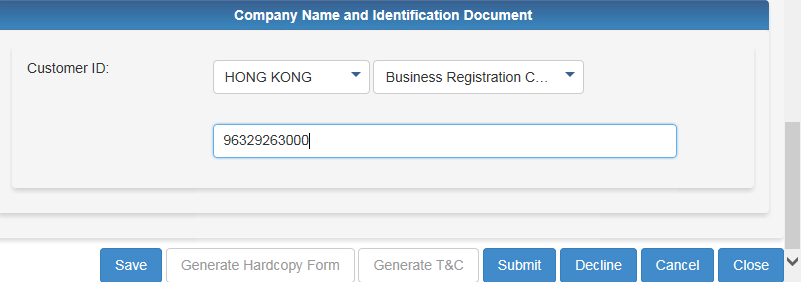 Company Name and Identification Document
Customer ID:
HONG KONG
Business Registration C...
96329263000
Save
Generate Hardcopy Form
Generate T&C
Submit
Decline
Cancel
Close